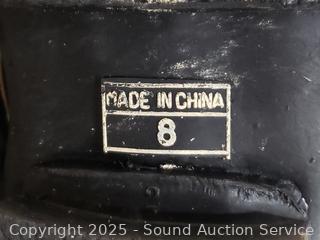 MADE IN CHINA
8
Copyright 2025 - Sound Auction Service